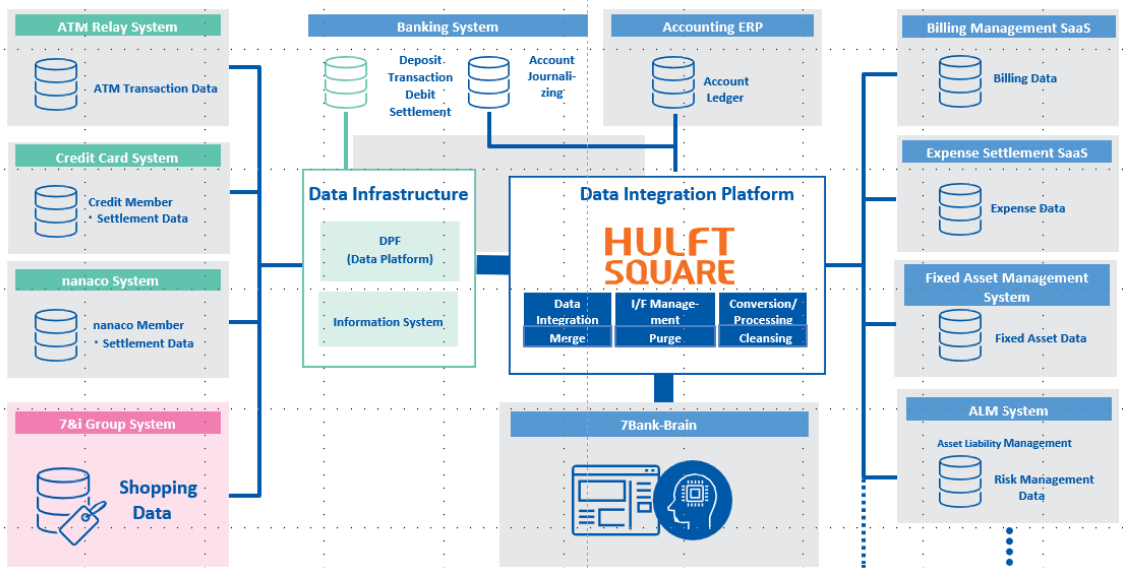 ATM Relay System
ATM Transaction Data
Credit Card System
Credit Member
・Settlement Data
nanaco System
nanaco Member
・Settlement Data
7&i Group System
Shopping
Data
Banking System
Deposit
Transaction
Debit
Settlement
Account
Journali-
zing
Accounting ERP
Account
Ledger
Data Infrastructure
DPF
(Data Platform)
Information System
Data Integration Platform
HULFT
SQUARE
Data
Integration
I/F Manage-
ment
Conversion/
Processing
Merge
Purge
Cleansing
7Bank-Brain
Billing Management SaaS
Billing Data
Expense Settlement SaaS
Expense Data
Fixed Asset Management
System
Fixed Asset Data
ALM System
Asset Liability Management
Risk Management
Data